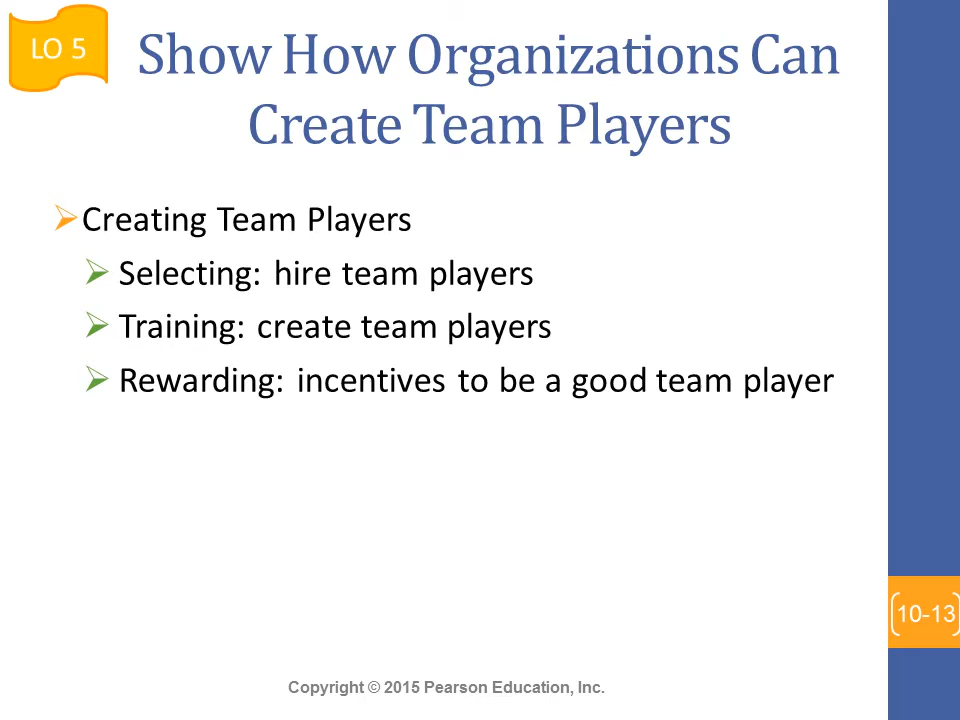 LO 5
Show How Organizations Can
Create Team Players
Creating Team Players
Selecting: hire team players
Training: create team players
Rewarding: incentives to be a good team player
10-13
Copyright © 2015 Pearson Education, Inc.